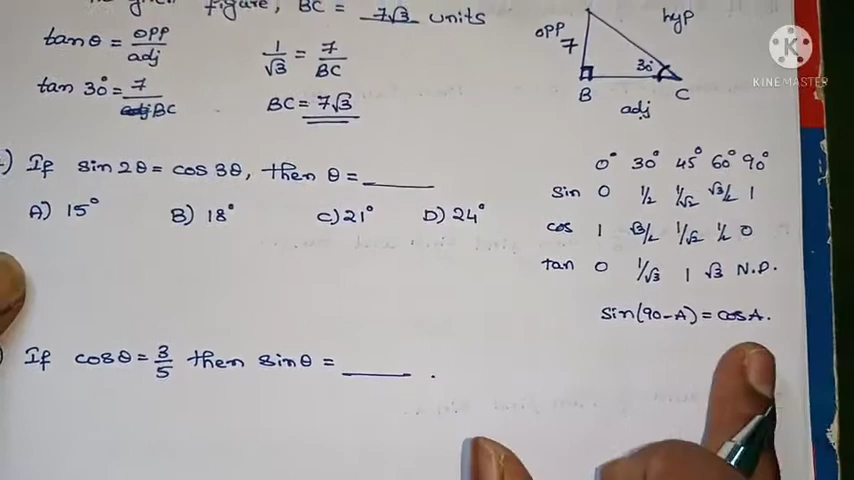 figure, BC = 7√3 units
tanθ = opp/adj
1/√3 = 7/BC
tan 30° = 7/BC
BC = 7√3
opp
7
hyp
30°
B
C
adj
K
KINEMASTER
) If sin 2θ = cos 3θ, then θ = ______
A) 15° B) 18° C) 21° D) 24°
0° 30° 45° 60° 90°
sin 0 1/2 1/√2 √3/2 1
cos 1 √3/2 1/√2 1/2 0
tan 0 1/√3 1 √3 N.D.
sin(90-A) = cosA.
If cosθ = 3/5 then sinθ = ______ .